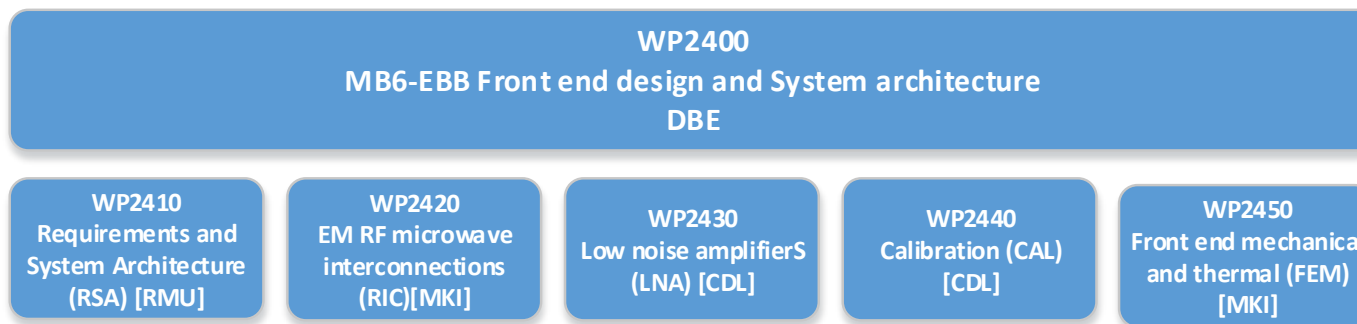 WP2400
MB6-EBB Front end design and System architecture
DBE
WP2410
Requirements and
System Architecture
(RSA) [RMU]
WP2420
EM RF microwave
interconnections
(RIC)[MKI]
WP2430
Low noise amplifierS
(LNA) [CDL]
WP2440
Calibration (CAL)
[CDL]
WP2450
Front end mechanica
and thermal (FEM)
[MKI]